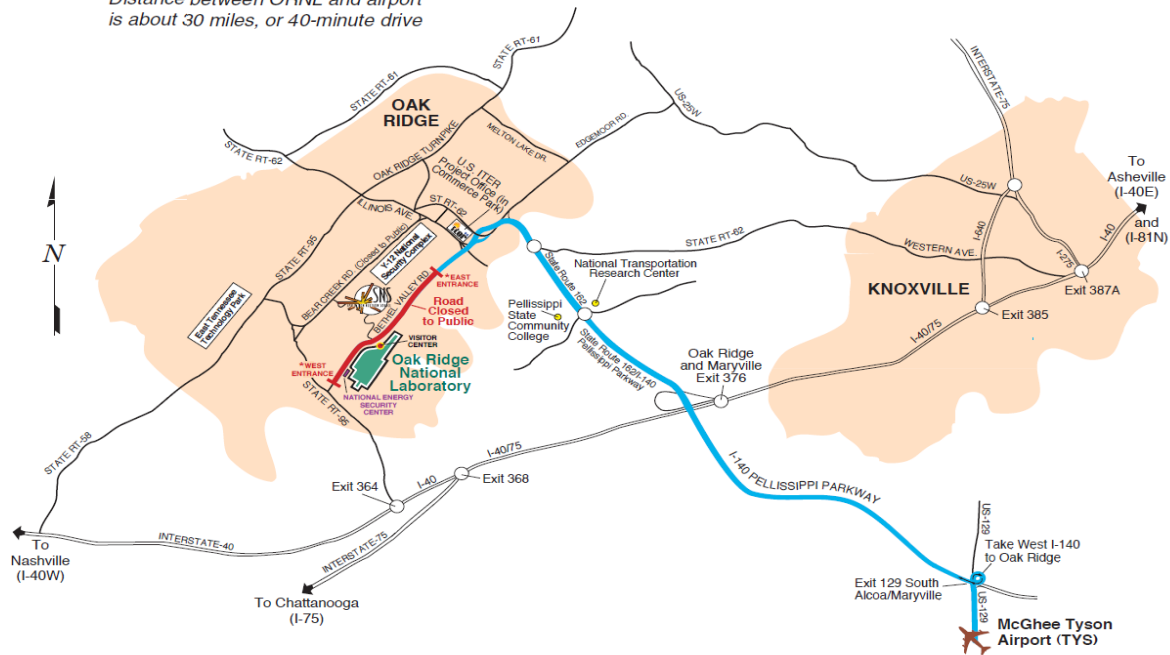 Distance between ORNL and airport
is about 30 miles, or 40-minute drive
STATE RT-61
STATE RT-61
INTERSTATE-75
OAK
RIDGE
US-25W
MELTON LAKE DR.
EDGEMOOR RD.
STATE RT-62
OAK RIDGE TURNPIKE
U.S. ITER
Project Office (in
Commerce Park)
To
Asheville
(I-40E)
and
(I-81N)
US-25W
ILLINOIS AVE.
ST RT-62
I-640
I-40
N
STATE RT-95
BEAR CREEK RD. (Closed to Public)
Y-12 National
Security Complex
STATE RT-62
WESTERN AVE.
I-275
*EAST
ENTRANCE
State Route 162
National Transportation
Research Center
KNOXVILLE
Exit 387A
SNS
BETHEL VALLEY RD
Road
Closed
to Public
East Tennessee
Technology Park
Pellissippi
State
Community
College
Exit 385
VISITOR
CENTER
State Route 162/I-140
Pellissippi Parkway
I-40/75
Oak Ridge
National
Laboratory
*WEST
ENTRANCE
Oak Ridge
and Maryville
Exit 376
NATIONAL ENERGY
SECURITY
CENTER
STATE RT-95
STATE RT-58
I-40/75
I-140 PELLISSIPPI PARKWAY
Exit 364
I-40
Exit 368
To
Nashville
(I-40W)
INTERSTATE-40
INTERSTATE-75
US-129
Take West I-140
to Oak Ridge
Exit 129 South
Alcoa/Maryville
To Chattanooga
(I-75)
US-129
McGhee Tyson
Airport (TYS)